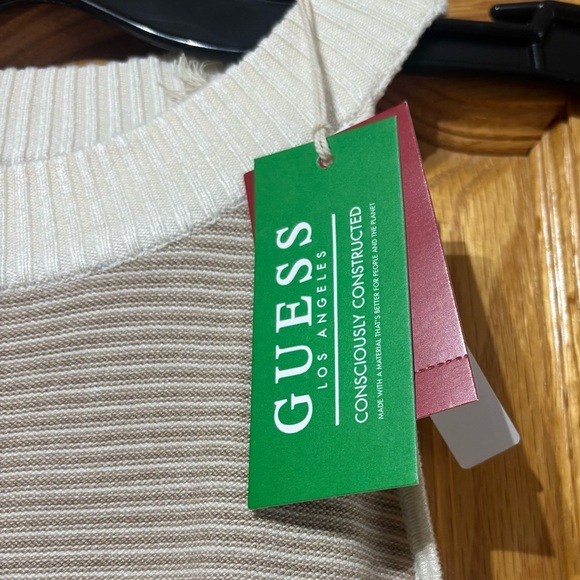 GUESS
LOS ANGELES
CONSCIOUSLY CONSTRUCTED
MADE WITH A MATERIAL THAT'S BETTER FOR PEOPLE AND THE PLANET